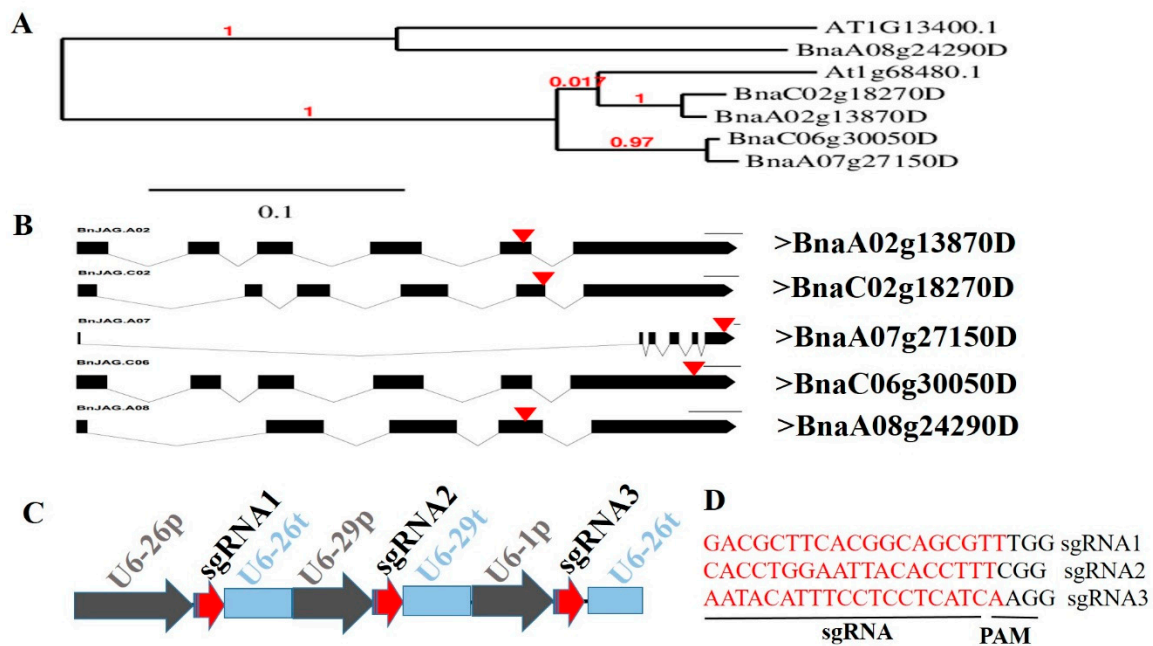 A
1
AT1G13400.1
BnaA08g24290D
At1g68480.1
0.017
BnaC02g18270D
1
BnaA02g13870D
1
BnaC06g30050D
0.97
BnaA07g27150D
0.1
B
BnJAG.A02
>BnaA02g13870D
BnJAG.C02
>BnaC02g18270D
BnJAG.A07
>BnaA07g27150D
BnJAG.C06
>BnaC06g30050D
BnJAG.A08
>BnaA08g24290D
C
U6-26p
sgRNA1
U6-26t
U6-29p
sgRNA2
U6-29t
U6-1p
sgRNA3
U6-26t
D
GACGCTTCACGGCAGCGTTTGG sgRNA1
CACCTGGAATTACACCTTTCGG sgRNA2
AATACATTTCCTCCTCATCAAGG sgRNA3
sgRNA PAM